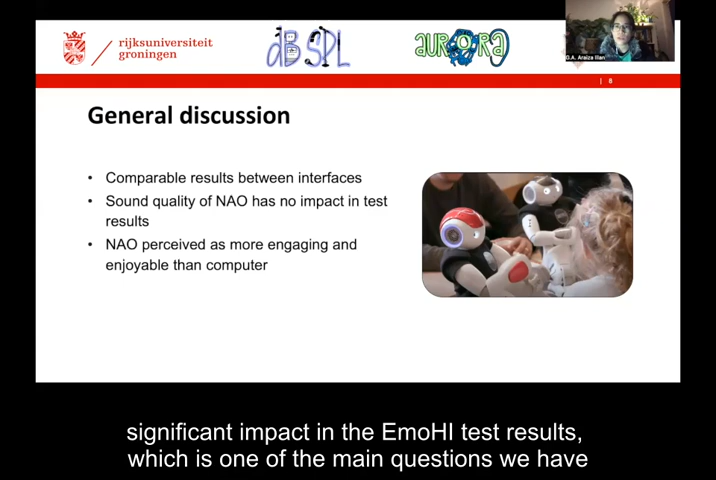 rijksuniversiteit
groningen
dB SPL
AURORA
G.A. Araiza Illan
| 8
General discussion
• Comparable results between interfaces
• Sound quality of NAO has no impact in test
results
• NAO perceived as more engaging and
enjoyable than computer
significant impact in the EmoHI test results,
which is one of the main questions we have